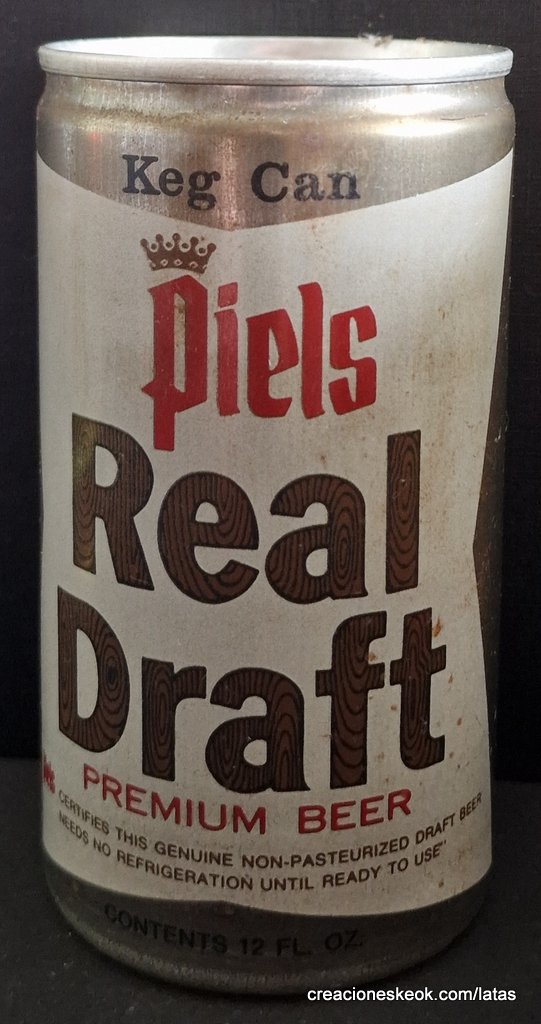 Keg Can
Piels
Real
Draft
PREMIUM BEER
CERTIFIES THIS GENUINE NON-PASTEURIZED DRAFT BEER
NEEDS NO REFRIGERATION UNTIL READY TO USE"
CONTENTS 12 FL. OZ.
creacioneskeok.com/latas